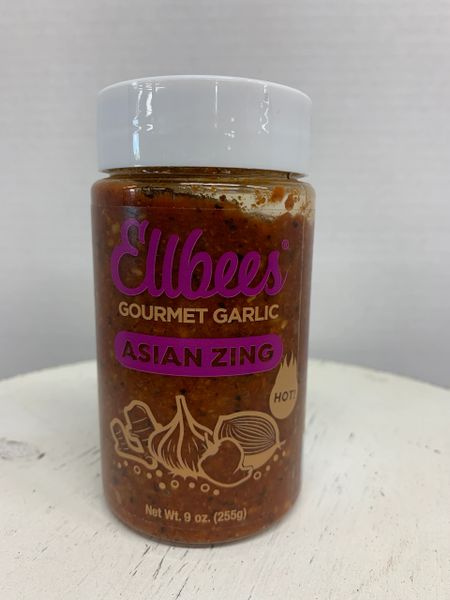 Ellbees®
GOURMET GARLIC
ASIAN ZING
HOT!
Net Wt. 9 oz. (255g)